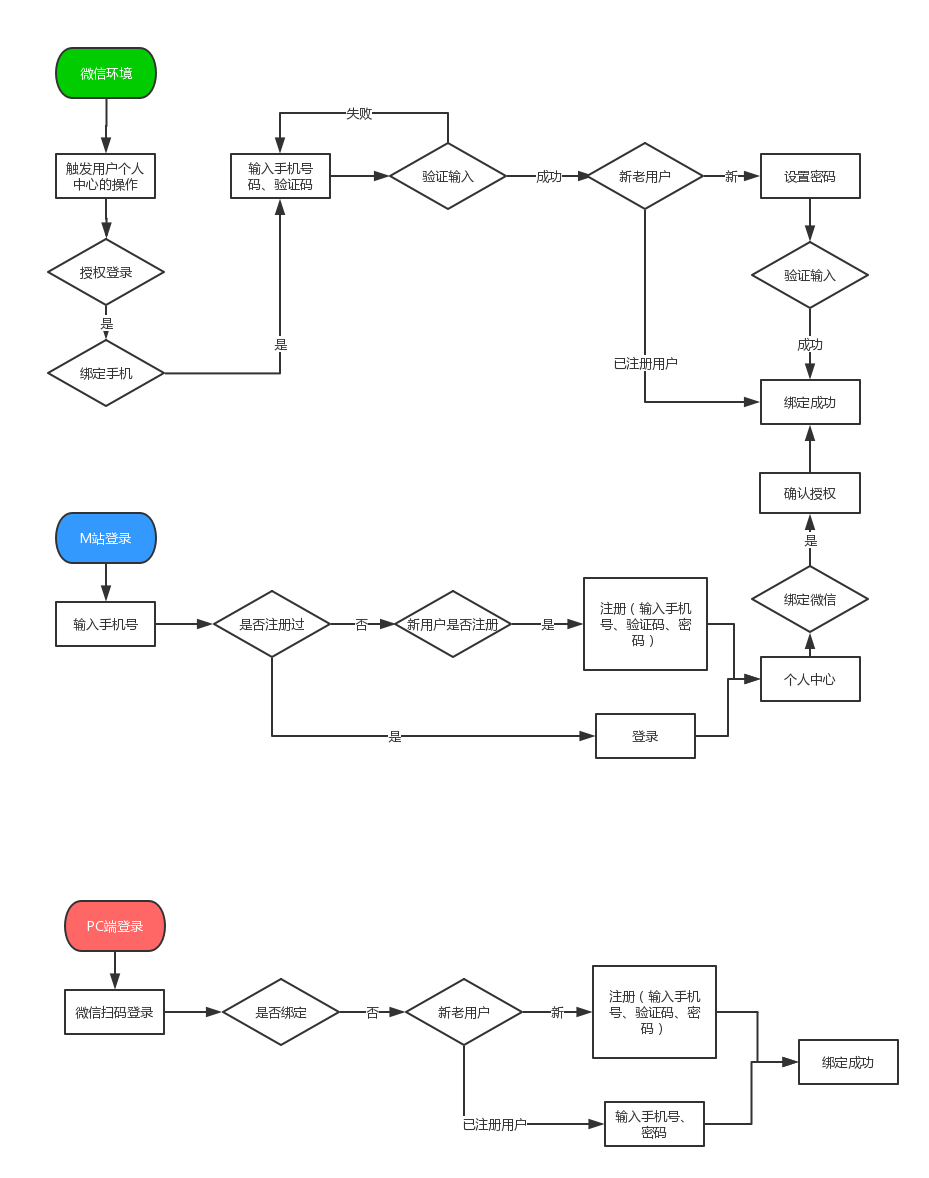 微信环境
失败
触发用户个人
中心的操作
输入手机号
码、验证码
验证输入
成功
新老用户
新
设置密码
授权登录
验证输入
是
是
成功
绑定手机
已注册用户
绑定成功
确认授权
M站登录
是
绑定微信
输入手机号
是否注册过
否
新用户是否注册
是
注册（输入手机
号、验证码、密
码）
个人中心
是
登录
PC端登录
微信扫码登录
是否绑定
否
新老用户
新
注册（输入手机
号、验证码、密
码）
绑定成功
已注册用户
输入手机号、
密码